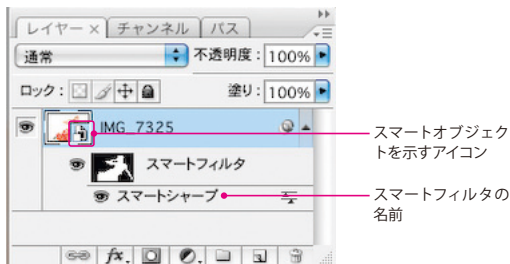 レイヤー × チャンネル パス
通常 不透明度： 100%
ロック： 塗り： 100%
IMG_7325
スマートオブジェク
トを示すアイコン
スマートフィルタ
スマートシャープ
スマートフィルタの
名前
fx.